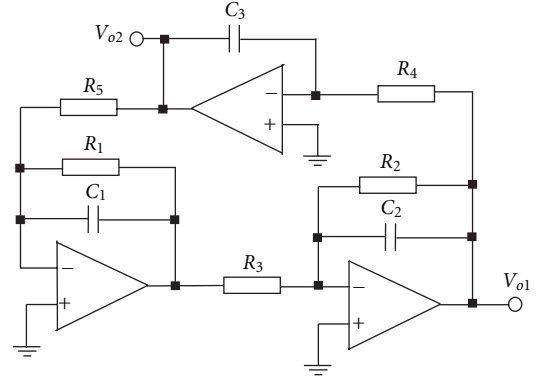 C3
Vo2
R4
R5
−
+
R1
R2
C1
C2
R3
−
+
−
+
Vo1